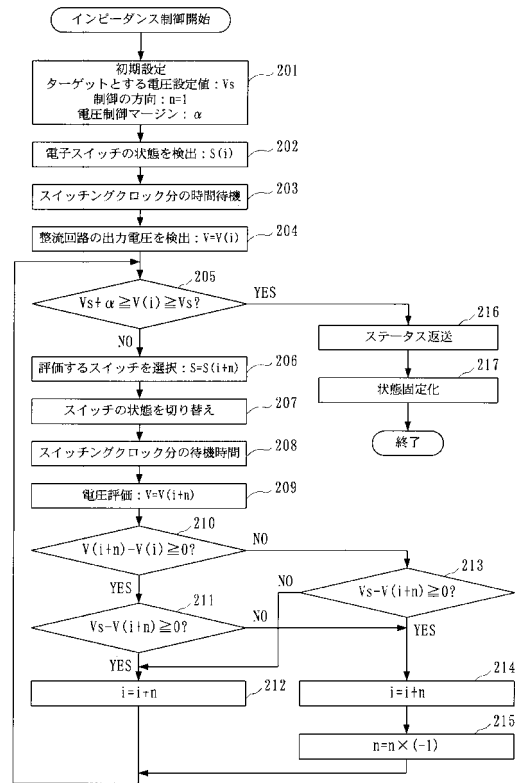 インピーダンス制御開始
初期設定
ターゲットとする電圧設定値：Vs
制御の方向：n=1
電圧制御マージン：α
201
電子スイッチの状態を検出：S(i)
202
スイッチングクロック分の時間待機
203
整流回路の出力電圧を検出：V=V(i)
204
205
Vs+α≧V(i)≧Vs?
YES
NO
ステータス返送
216
状態固定化
217
終了
評価するスイッチを選択：S=S(i+n)
206
スイッチの状態を切り替え
207
スイッチングクロック分の待機時間
208
電圧評価：V=V(i+n)
209
210
V(i+n)-V(i)≧0?
NO
YES
213
Vs-V(i+n)≧0?
NO
YES
211
Vs-V(i+n)≧0?
NO
YES
i=i+n
212
i=i+n
214
n=n×(-1)
215